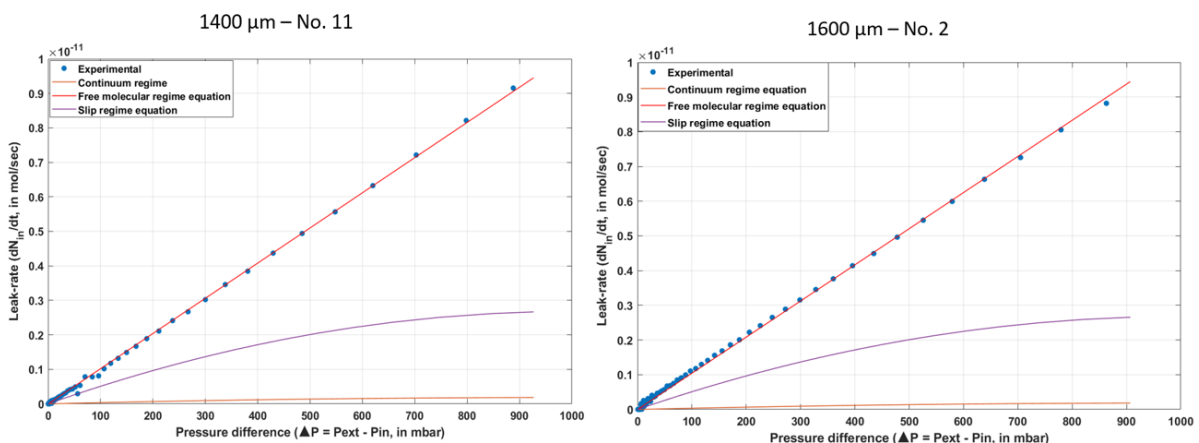 1400 µm – No. 11
×10⁻¹¹
Experimental
Continuum regime
Free molecular regime equation
Slip regime equation
1
0.9
0.8
0.7
0.6
0.5
0.4
0.3
0.2
0.1
0
Leak-rate (dN_in/dt, in mol/sec)
0 100 200 300 400 500 600 700 800 900 1000
Pressure difference (▲P = Pext - Pin, in mbar)
1600 µm – No. 2
×10⁻¹¹
Experimental
Continuum regime equation
Free molecular regime equation
Slip regime equation
1
0.9
0.8
0.7
0.6
0.5
0.4
0.3
0.2
0.1
0
Leak-rate (dN_in/dt, in mol/sec)
0 100 200 300 400 500 600 700 800 900 1000
Pressure difference (▲P = Pext - Pin, in mbar)